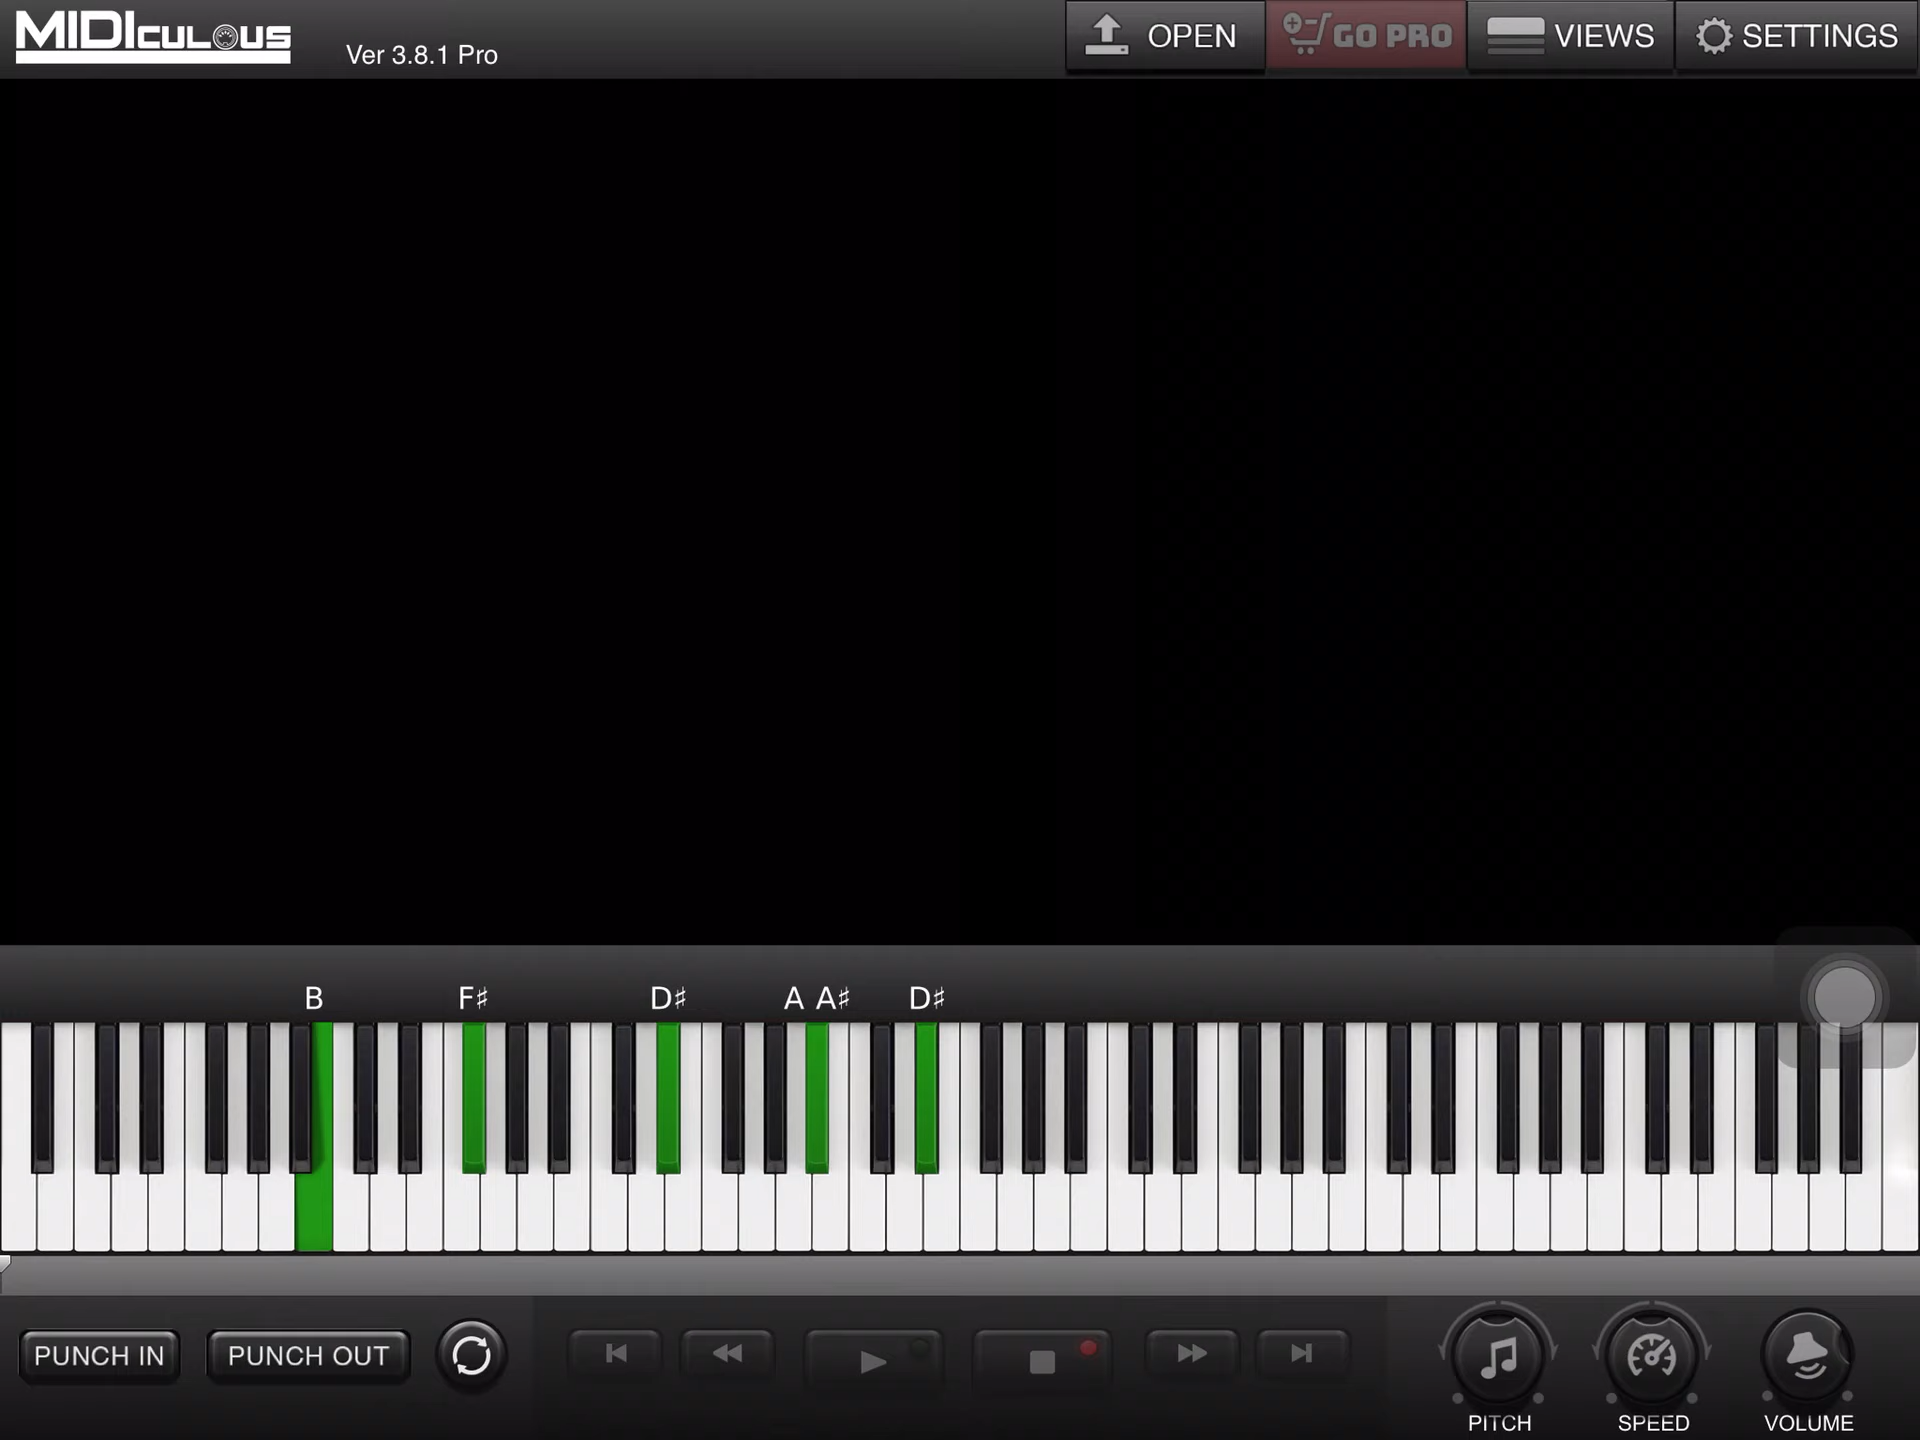 MIDICULOUS
Ver 3.8.1 Pro
OPEN
GO PRO
VIEWS
SETTINGS
B F♯ D♯ A A♯ D♯
PUNCH IN
PUNCH OUT
PITCH
SPEED
VOLUME